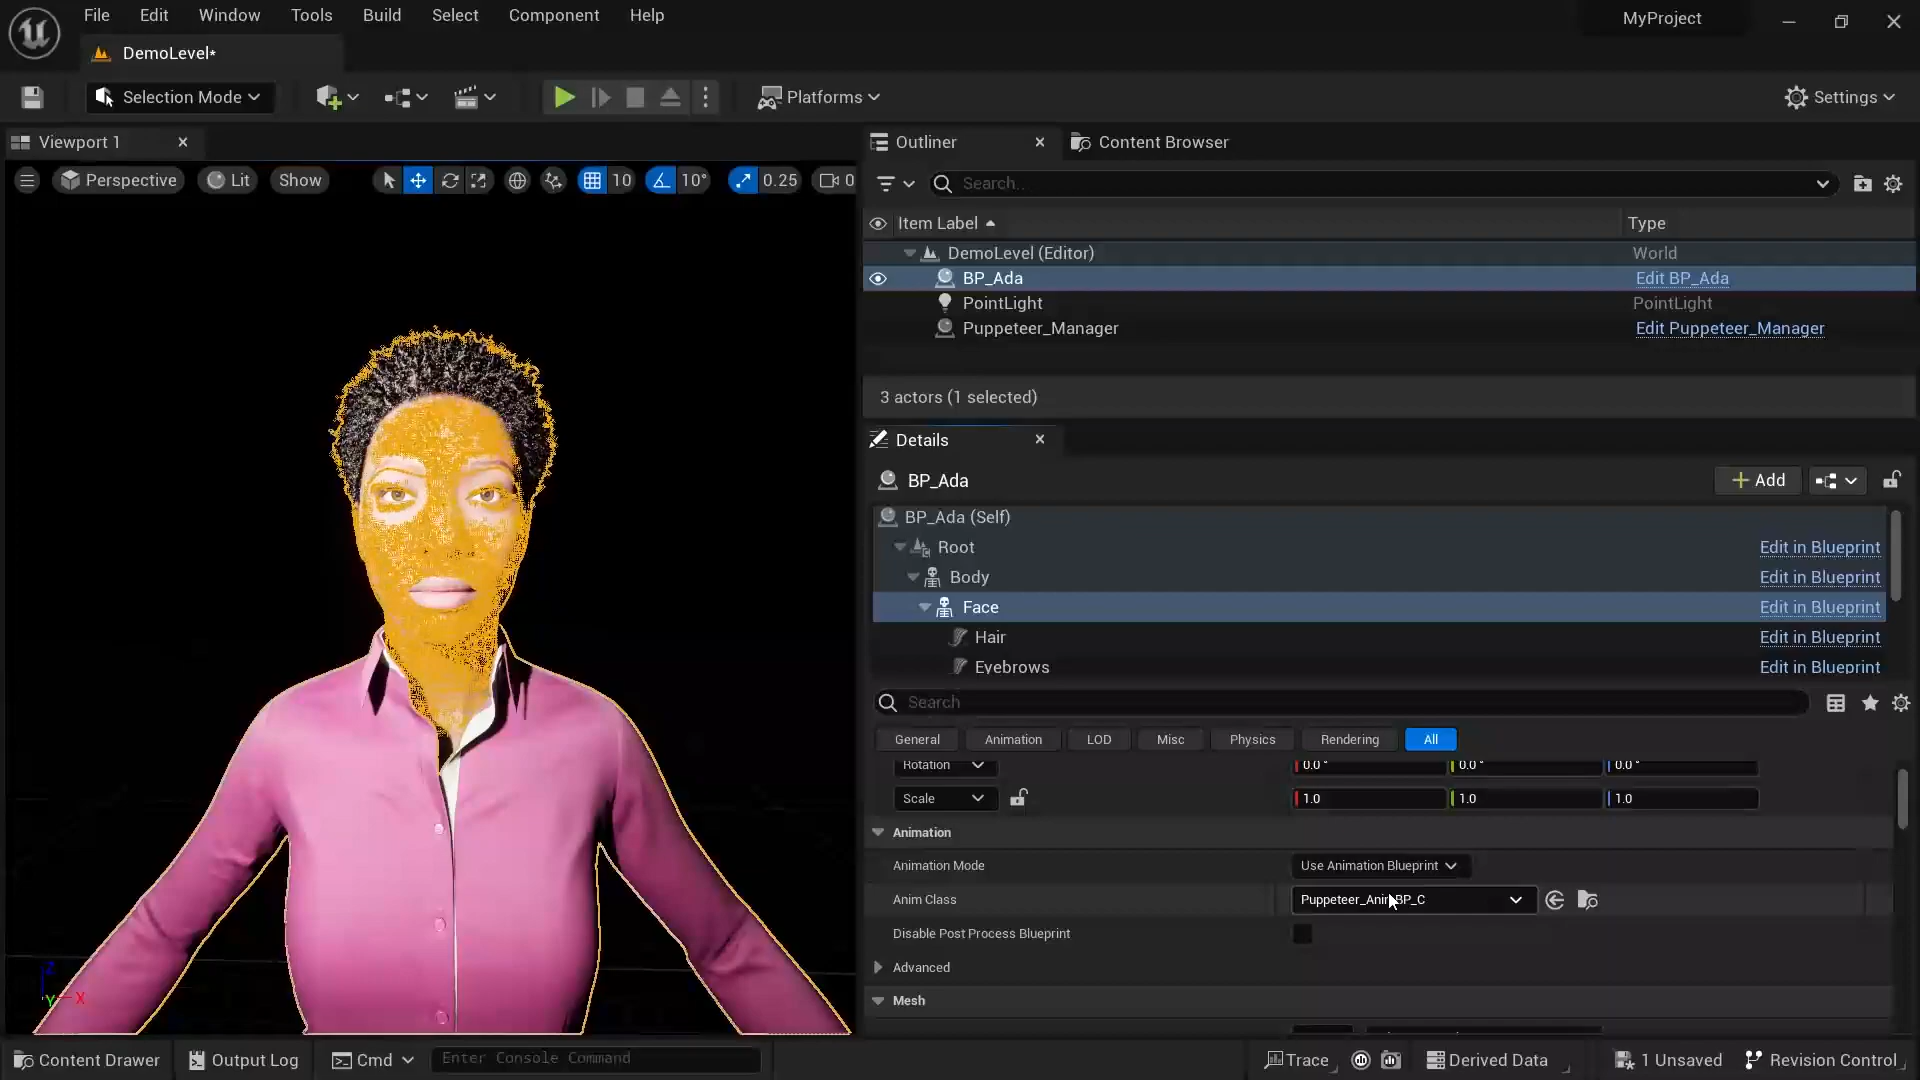 File Edit Window Tools Build Select Component Help MyProject
DemoLevel*
Selection Mode Platforms Settings
Viewport 1
Perspective Lit Show 10 10° 0.25 0
Outliner Content Browser
Search..
Item Label Type
DemoLevel (Editor) World
BP_Ada Edit BP_Ada
PointLight PointLight
Puppeteer_Manager Edit Puppeteer_Manager
3 actors (1 selected)
Details
BP_Ada Add
BP_Ada (Self)
Root Edit in Blueprint
Body Edit in Blueprint
Face Edit in Blueprint
Hair Edit in Blueprint
Eyebrows Edit in Blueprint
Search
General Animation LOD Misc Physics Rendering All
Rotation 0.0 ° 0.0 ° 0.0 °
Scale 1.0 1.0 1.0
Animation
Animation Mode Use Animation Blueprint
Anim Class Puppeteer_AnimBP_C
Disable Post Process Blueprint
Advanced
Mesh
Z
Y X
Content Drawer Output Log Cmd Enter Console Command Trace Derived Data 1 Unsaved Revision Control